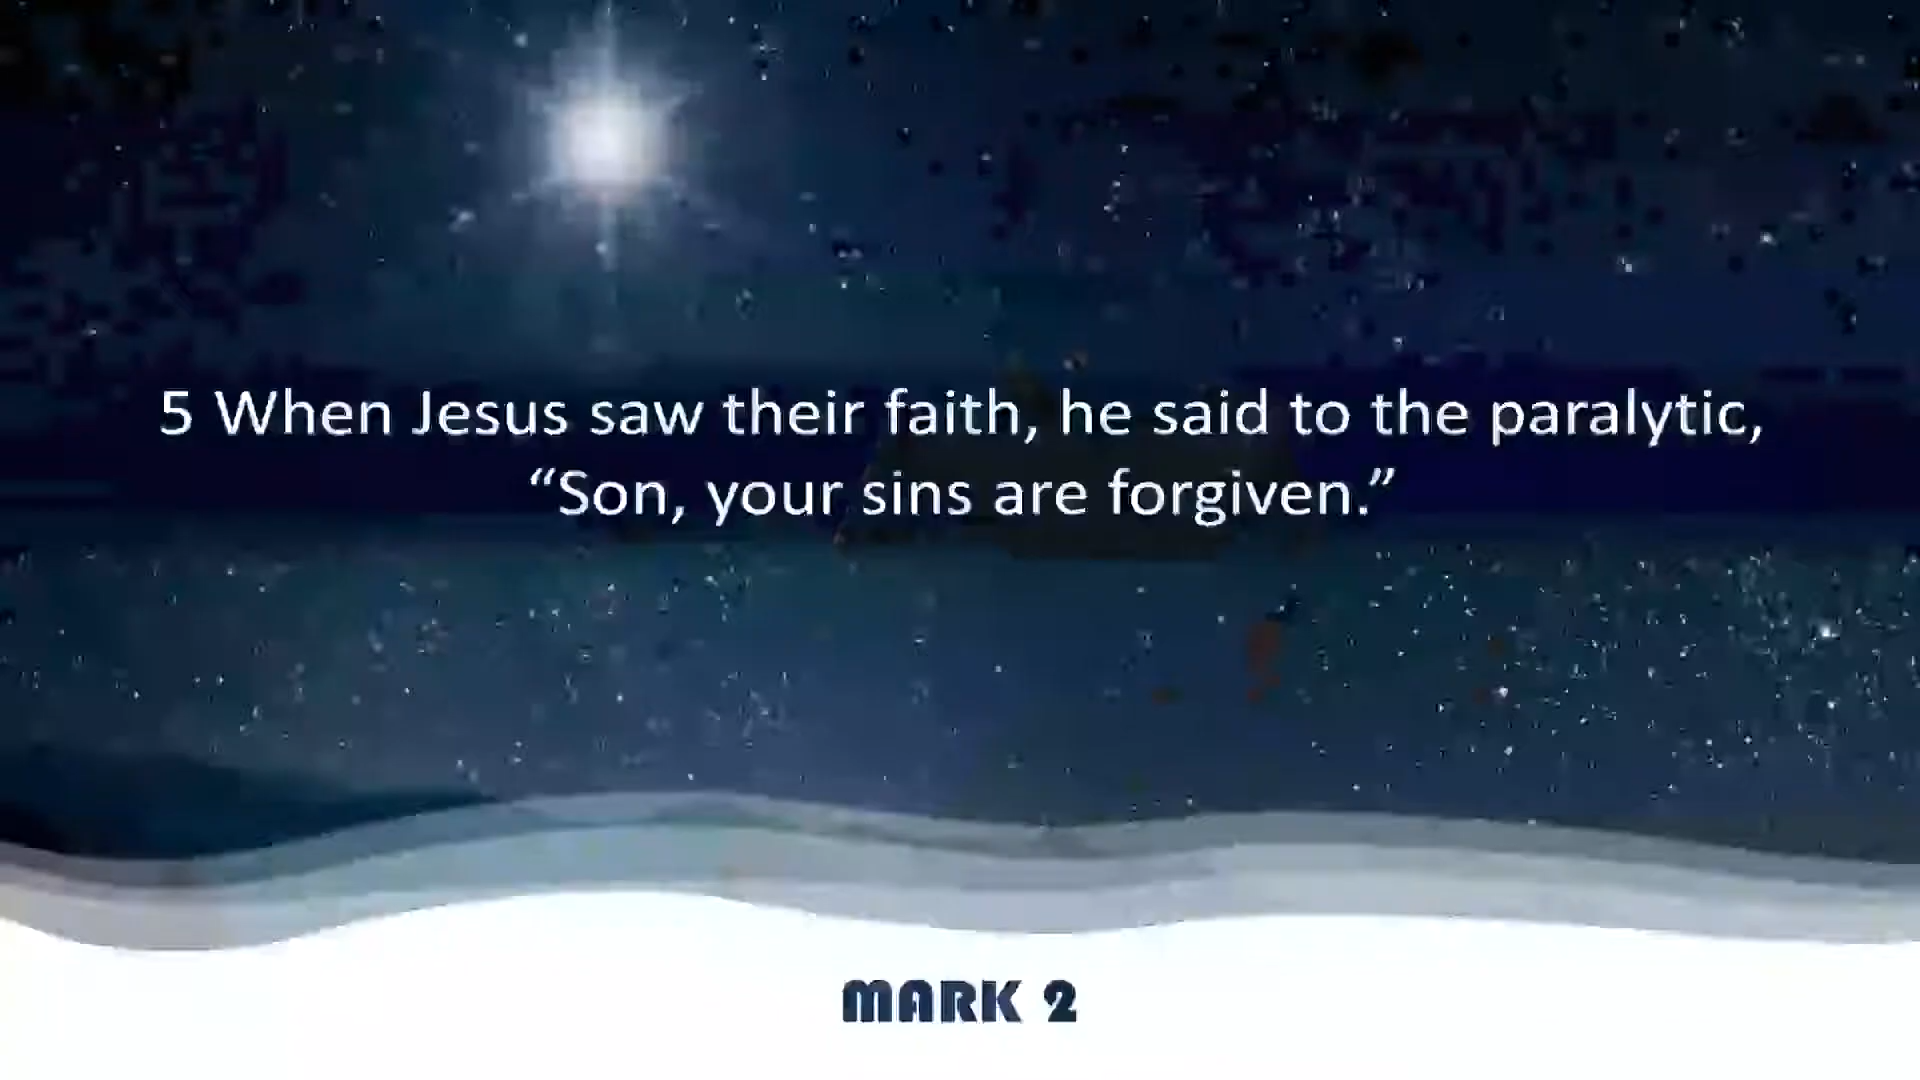 5 When Jesus saw their faith, he said to the paralytic,
“Son, your sins are forgiven.”
MARK 2